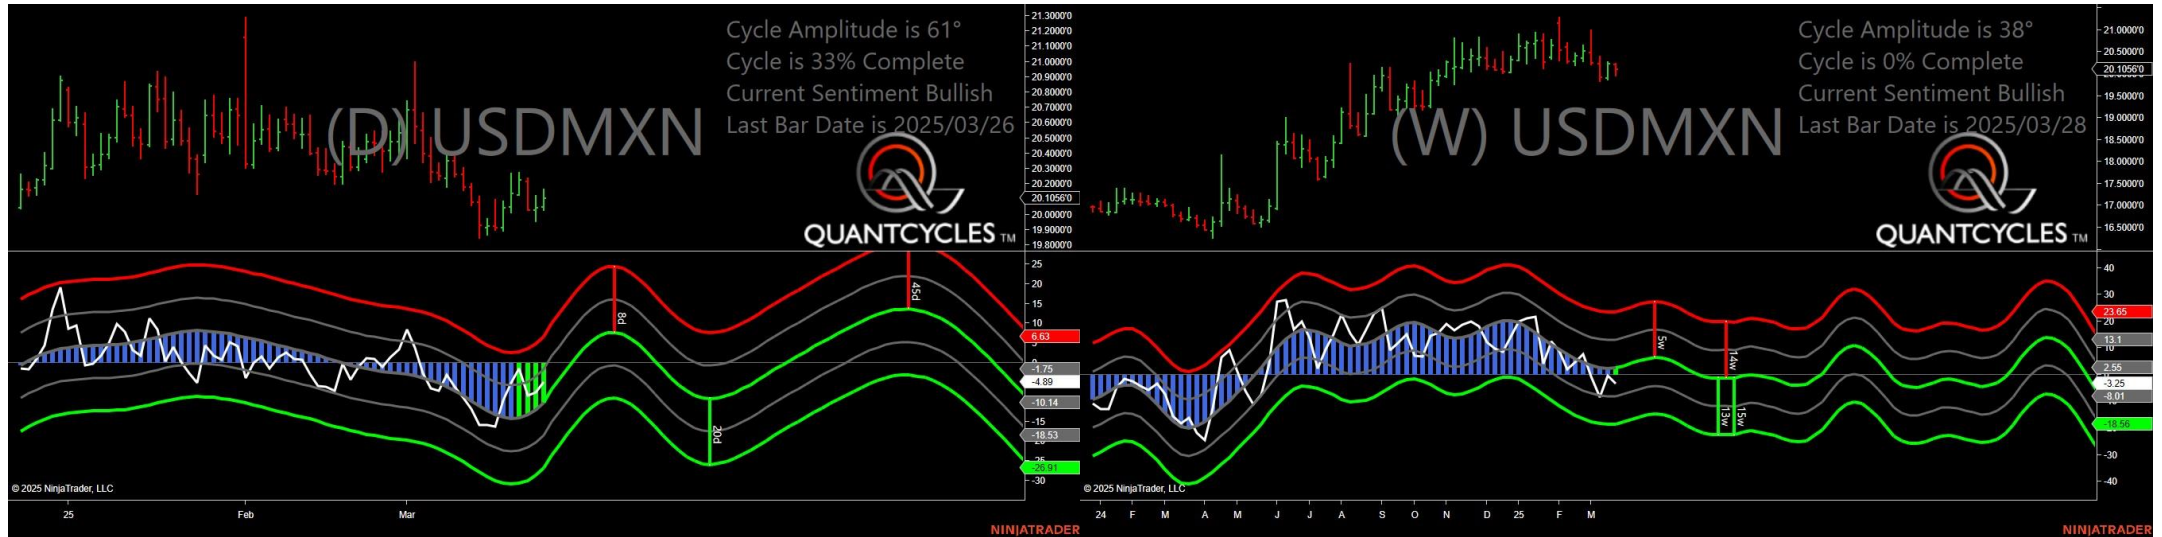 Cycle Amplitude is 61°
Cycle is 33% Complete
Current Sentiment Bullish
Last Bar Date is 2025/03/26
(D) USDMXN
QUANTCYCLES TM
21.3000'0
21.2000'0
21.1000'0
21.0000'0
20.9000'0
20.8000'0
20.7000'0
20.6000'0
20.5000'0
20.4000'0
20.3000'0
20.2000'0
20.1056'0
20.0000'0
19.9000'0
19.8000'0
25
20
15
10
6.63
-1.75
-4.89
-10.14
-15
-18.53
-26.91
-30
8d
20d
45d
© 2025 NinjaTrader, LLC
25
Feb
Mar
NINJATRADER
Cycle Amplitude is 38°
Cycle is 0% Complete
Current Sentiment Bullish
Last Bar Date is 2025/03/28
(W) USDMXN
QUANTCYCLES TM
21.0000'0
20.5000'0
20.1056'0
19.5000'0
19.0000'0
18.5000'0
18.0000'0
17.5000'0
17.0000'0
16.5000'0
40
30
23.65
20
13.1
2.55
-3.25
-8.01
-18.56
-30
-40
5w
14w
13w
15w
© 2025 NinjaTrader, LLC
24
F
M
A
M
J
J
A
S
O
N
D
25
F
M
NINJATRADER